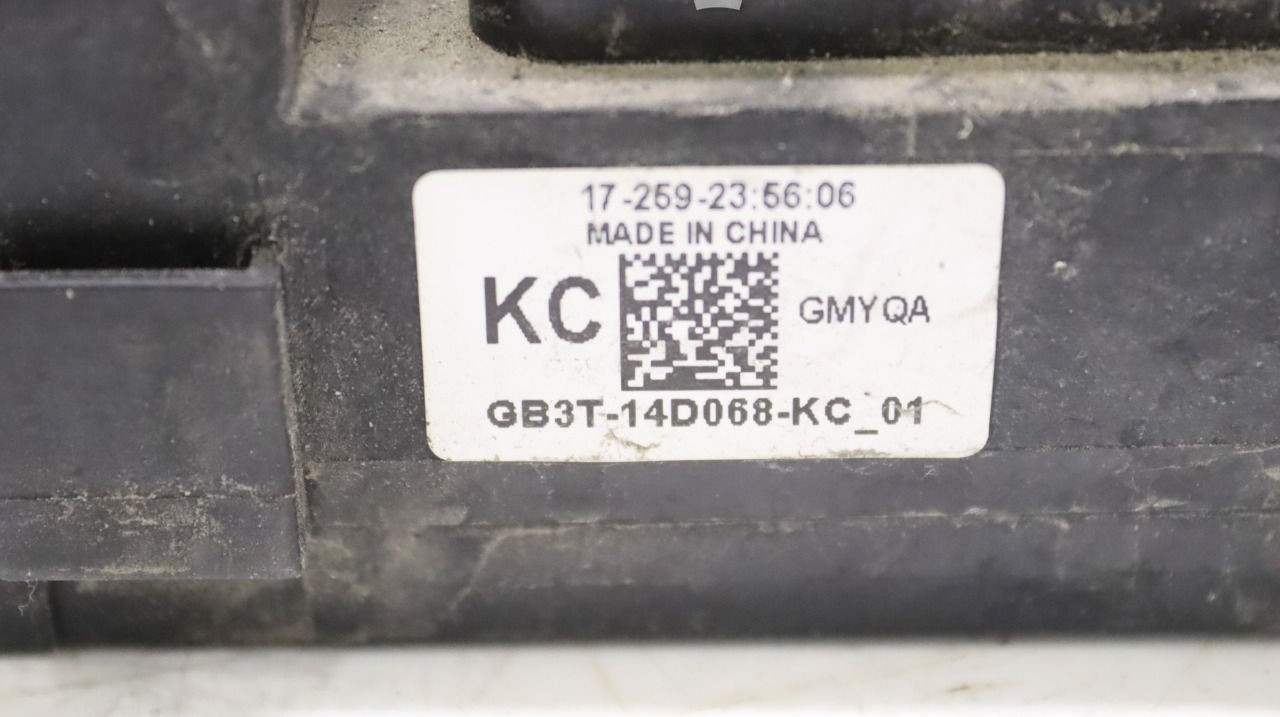 17-259-23:56:06
MADE IN CHINA
KC
GMYQA
GB3T-14D068-KC_01